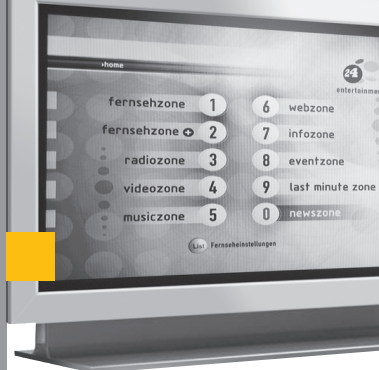 ›home
24
entertainmen
fernsehzone 1
fernsehzone + 2
radiozone 3
videozone 4
musiczone 5
6 webzone
7 infozone
8 eventzone
9 last minute zone
0 newszone
List Fernseheinstellungen